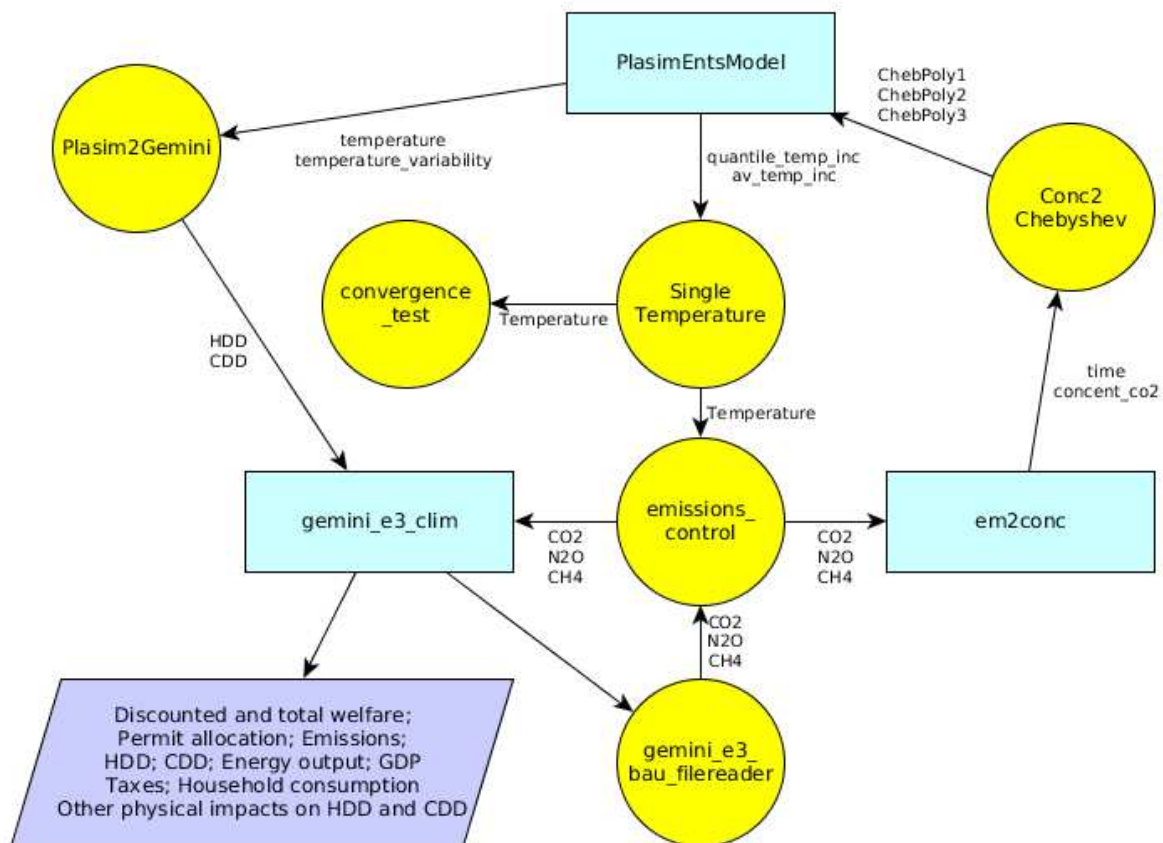 PlasimEntsModel
ChebPoly1
ChebPoly2
ChebPoly3
Plasim2Gemini
temperature
temperature_variability
quantile_temp_inc
av_temp_inc
Conc2
Chebyshev
convergence
_test
Temperature
Single
Temperature
HDD
CDD
time
concent_co2
Temperature
gemini_e3_clim
CO2
N2O
CH4
emissions_
control
CO2
N2O
CH4
em2conc
CO2
N2O
CH4
Discounted and total welfare;
Permit allocation; Emissions;
HDD; CDD; Energy output; GDP
Taxes; Household consumption
Other physical impacts on HDD and CDD
gemini_e3_
bau_filereader